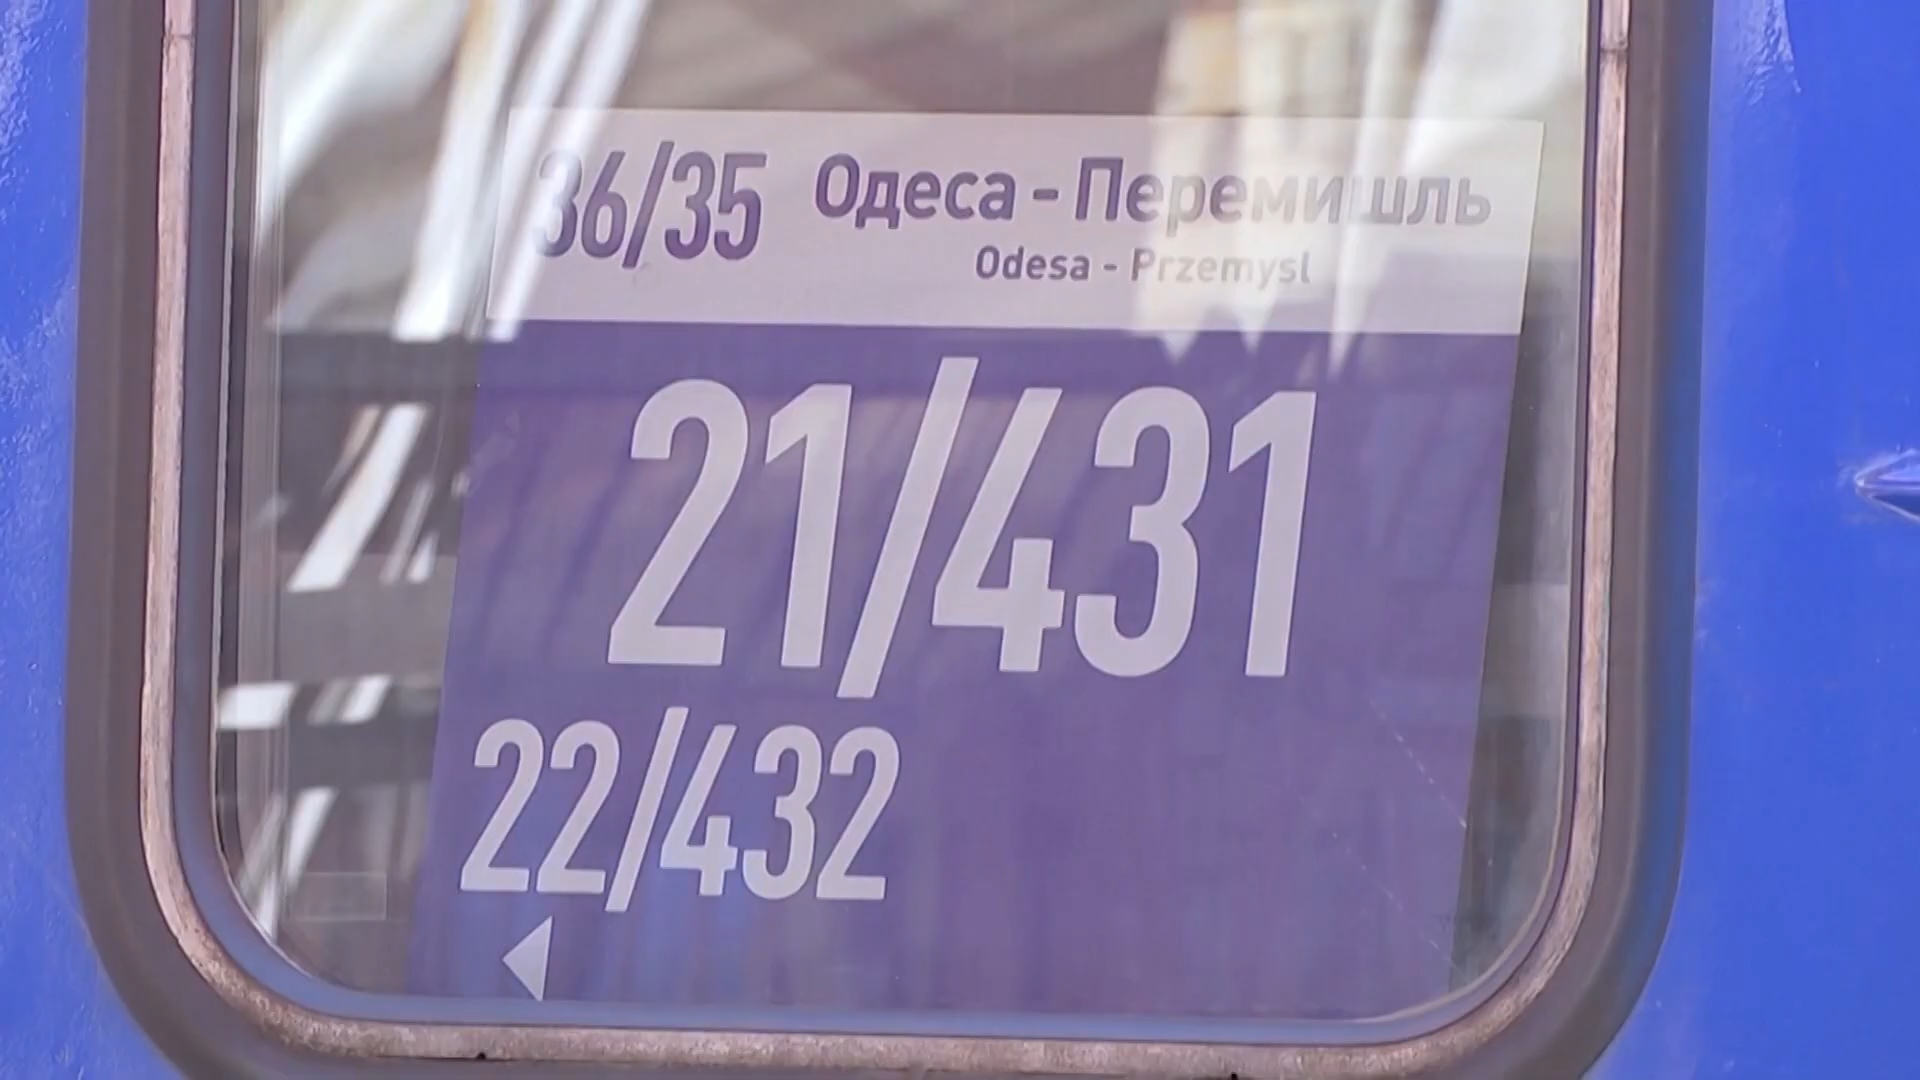 36/35 Одеса - Перемишль
Odesa - Przemysl
21/431
22/432